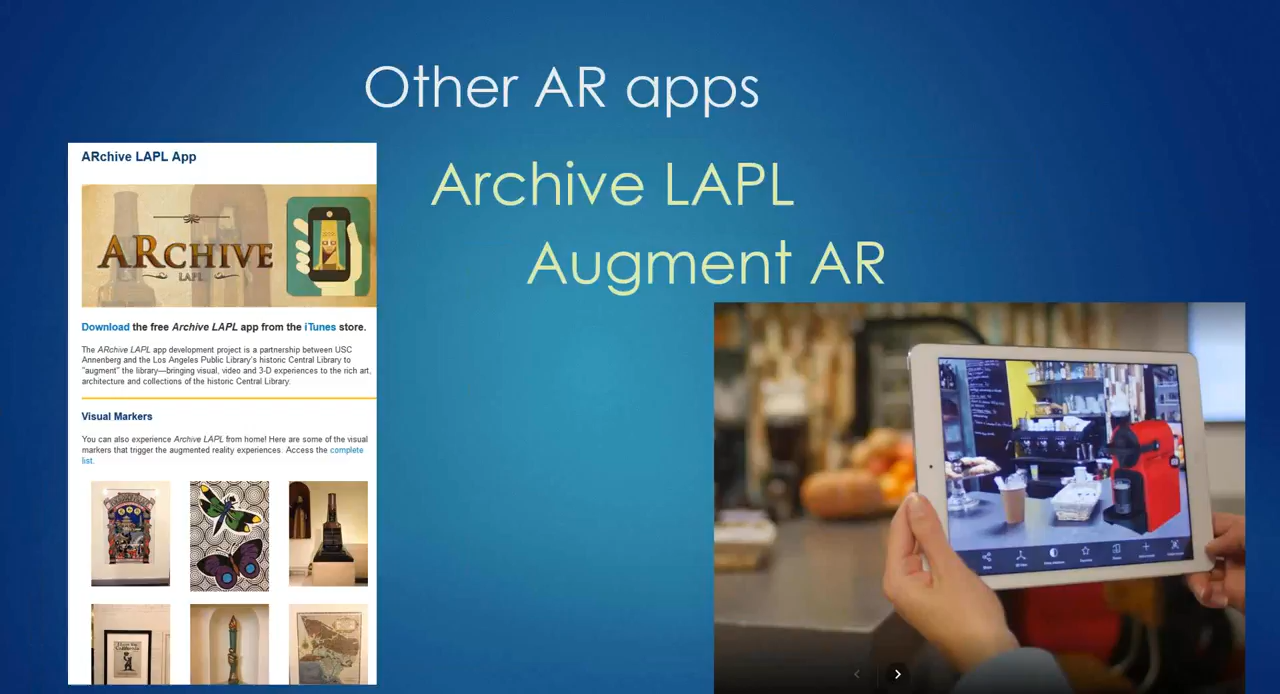 Other AR apps
Archive LAPL
Augment AR
ARchive LAPL App
ARCHIVE
LAPL
Download the free Archive LAPL app from the iTunes store.
The ARchive LAPL app development project is a partnership between USC
Annenberg and the Los Angeles Public Library's historic Central Library to
"augment" the library—bringing visual, video and 3-D experiences to the rich art,
architecture and collections of the historic Central Library.
Visual Markers
You can also experience Archive LAPL from home! Here are some of the visual
markers that trigger the augmented reality experiences. Access the complete
list.